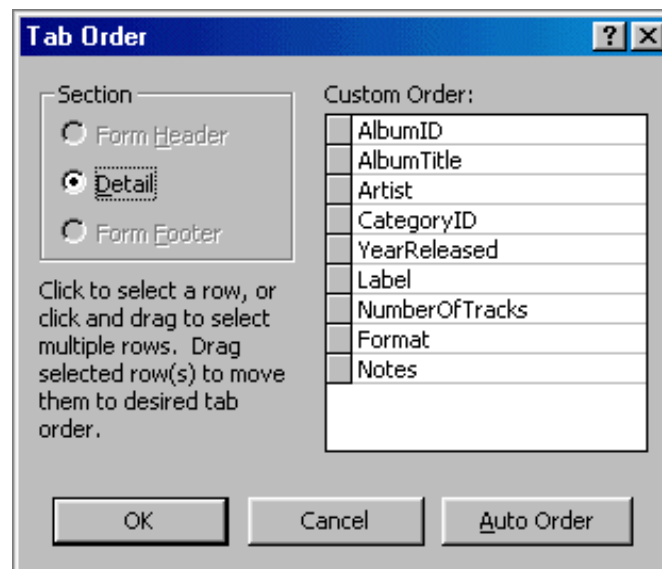 Tab Order
Section
Form Header
Detail
Form Footer
Click to select a row, or
click and drag to select
multiple rows. Drag
selected row(s) to move
them to desired tab
order.
Custom Order:
AlbumID
AlbumTitle
Artist
CategoryID
YearReleased
Label
NumberOfTracks
Format
Notes
OK
Cancel
Auto Order